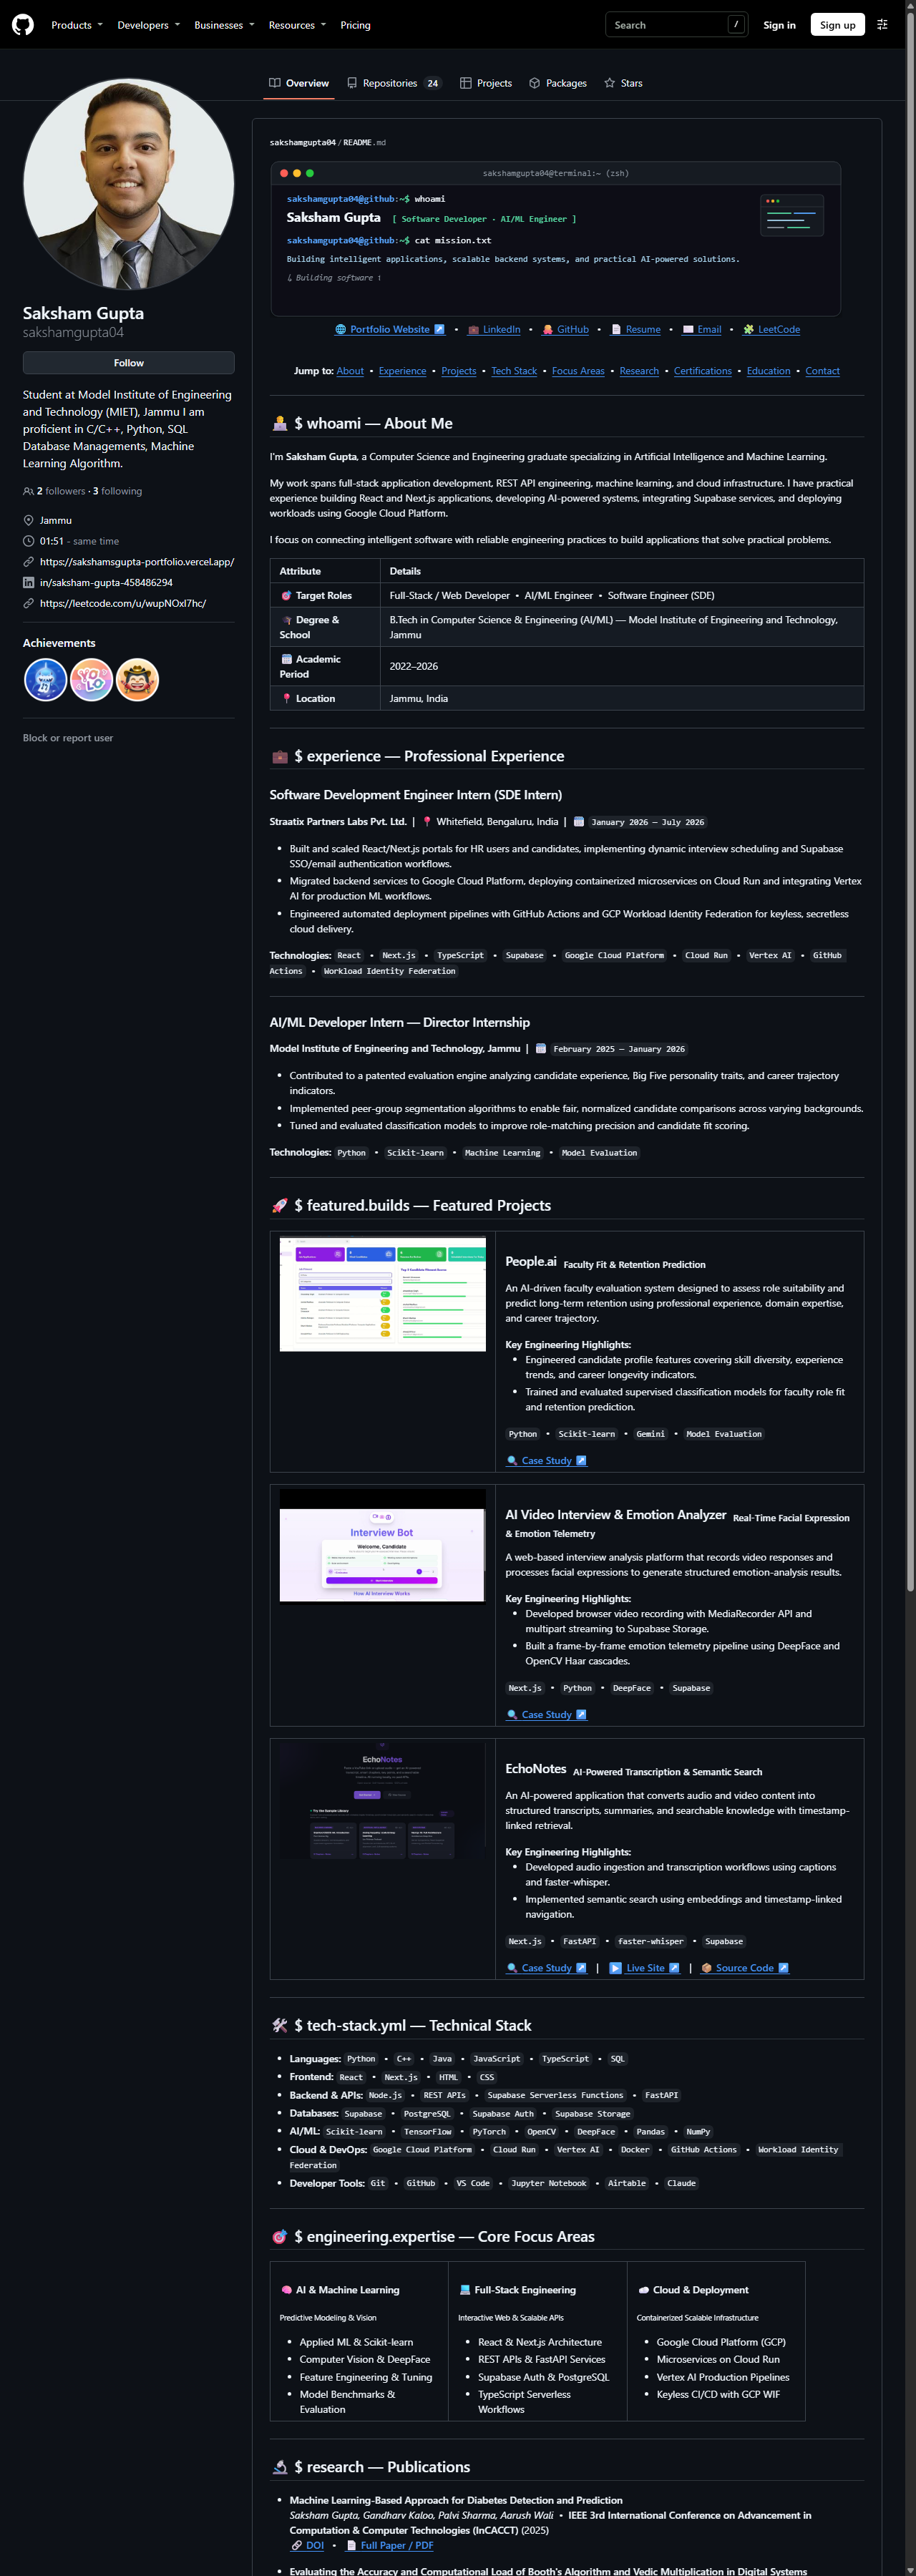 Products Developers Businesses Resources Pricing Search / Sign in Sign up
Overview Repositories 24 Projects Packages Stars
Saksham Gupta
sakshamgupta04
Follow
Student at Model Institute of Engineering
and Technology (MIET), Jammu I am
proficient in C/C++, Python, SQL
Database Managements, Machine
Learning Algorithm.
2 followers · 3 following
Jammu
01:51 - same time
https://sakshamsgupta-portfolio.vercel.app/
in/saksham-gupta-458486294
https://leetcode.com/u/wupNOxl7hc/
Achievements
YOLO
Block or report user
sakshamgupta04 / README.md
sakshamgupta04@terminal:~ (zsh)
sakshamgupta04@github:~$ whoami
Saksham Gupta [ Software Developer · AI/ML Engineer ]
sakshamgupta04@github:~$ cat mission.txt
Building intelligent applications, scalable backend systems, and practical AI-powered solutions.
Building software
Portfolio Website • LinkedIn • GitHub • Resume • Email • LeetCode
Jump to: About • Experience • Projects • Tech Stack • Focus Areas • Research • Certifications • Education • Contact
$ whoami — About Me
I'm Saksham Gupta, a Computer Science and Engineering graduate specializing in Artificial Intelligence and Machine Learning.
My work spans full-stack application development, REST API engineering, machine learning, and cloud infrastructure. I have practical
experience building React and Next.js applications, developing AI-powered systems, integrating Supabase services, and deploying
workloads using Google Cloud Platform.
I focus on connecting intelligent software with reliable engineering practices to build applications that solve practical problems.
Attribute Details
Target Roles Full-Stack / Web Developer • AI/ML Engineer • Software Engineer (SDE)
Degree &
School
B.Tech in Computer Science & Engineering (AI/ML) — Model Institute of Engineering and Technology,
Jammu
Academic
Period
2022–2026
Location Jammu, India
$ experience — Professional Experience
Software Development Engineer Intern (SDE Intern)
Straatix Partners Labs Pvt. Ltd. | Whitefield, Bengaluru, India | January 2026 – July 2026
• Built and scaled React/Next.js portals for HR users and candidates, implementing dynamic interview scheduling and Supabase
SSO/email authentication workflows.
• Migrated backend services to Google Cloud Platform, deploying containerized microservices on Cloud Run and integrating Vertex
AI for production ML workflows.
• Engineered automated deployment pipelines with GitHub Actions and GCP Workload Identity Federation for keyless, secretless
cloud delivery.
Technologies: React • Next.js • TypeScript • Supabase • Google Cloud Platform • Cloud Run • Vertex AI • GitHub
Actions • Workload Identity Federation
AI/ML Developer Intern — Director Internship
Model Institute of Engineering and Technology, Jammu | February 2025 – January 2026
• Contributed to a patented evaluation engine analyzing candidate experience, Big Five personality traits, and career trajectory
indicators.
• Implemented peer-group segmentation algorithms to enable fair, normalized candidate comparisons across varying backgrounds.
• Tuned and evaluated classification models to improve role-matching precision and candidate fit scoring.
Technologies: Python • Scikit-learn • Machine Learning • Model Evaluation
$ featured.builds — Featured Projects
People.ai Faculty Fit & Retention Prediction
An AI-driven faculty evaluation system designed to assess role suitability and
predict long-term retention using professional experience, domain expertise,
and career trajectory.
Key Engineering Highlights:
• Engineered candidate profile features covering skill diversity, experience
trends, and career longevity indicators.
• Trained and evaluated supervised classification models for faculty role fit
and retention prediction.
Python • Scikit-learn • Gemini • Model Evaluation
Case Study
Interview Bot
Welcome, Candidate
How AI Interview Works
AI Video Interview & Emotion Analyzer Real-Time Facial Expression
& Emotion Telemetry
A web-based interview analysis platform that records video responses and
processes facial expressions to generate structured emotion-analysis results.
Key Engineering Highlights:
• Developed browser video recording with MediaRecorder API and
multipart streaming to Supabase Storage.
• Built a frame-by-frame emotion telemetry pipeline using DeepFace and
OpenCV Haar cascades.
Next.js • Python • DeepFace • Supabase
Case Study
EchoNotes
EchoNotes AI-Powered Transcription & Semantic Search
An AI-powered application that converts audio and video content into
structured transcripts, summaries, and searchable knowledge with timestamp-
linked retrieval.
Key Engineering Highlights:
• Developed audio ingestion and transcription workflows using captions
and faster-whisper.
• Implemented semantic search using embeddings and timestamp-linked
navigation.
Next.js • FastAPI • faster-whisper • Supabase
Case Study | Live Site | Source Code
$ tech-stack.yml — Technical Stack
• Languages: Python • C++ • Java • JavaScript • TypeScript • SQL
• Frontend: React • Next.js • HTML • CSS
• Backend & APIs: Node.js • REST APIs • Supabase Serverless Functions • FastAPI
• Databases: Supabase • PostgreSQL • Supabase Auth • Supabase Storage
• AI/ML: Scikit-learn • TensorFlow • PyTorch • OpenCV • DeepFace • Pandas • NumPy
• Cloud & DevOps: Google Cloud Platform • Cloud Run • Vertex AI • Docker • GitHub Actions • Workload Identity
Federation
• Developer Tools: Git • GitHub • VS Code • Jupyter Notebook • Airtable • Claude
$ engineering.expertise — Core Focus Areas
AI & Machine Learning
Predictive Modeling & Vision
• Applied ML & Scikit-learn
• Computer Vision & DeepFace
• Feature Engineering & Tuning
• Model Benchmarks &
Evaluation
Full-Stack Engineering
Interactive Web & Scalable APIs
• React & Next.js Architecture
• REST APIs & FastAPI Services
• Supabase Auth & PostgreSQL
• TypeScript Serverless
Workflows
Cloud & Deployment
Containerized Scalable Infrastructure
• Google Cloud Platform (GCP)
• Microservices on Cloud Run
• Vertex AI Production Pipelines
• Keyless CI/CD with GCP WIF
$ research — Publications
• Machine Learning-Based Approach for Diabetes Detection and Prediction
Saksham Gupta, Gandharv Kaloo, Palvi Sharma, Aarush Wali • IEEE 3rd International Conference on Advancement in
Computation & Computer Technologies (InCACCT) (2025)
DOI • Full Paper / PDF
• Evaluating the Accuracy and Computational Load of Booth's Algorithm and Vedic Multiplication in Digital Systems